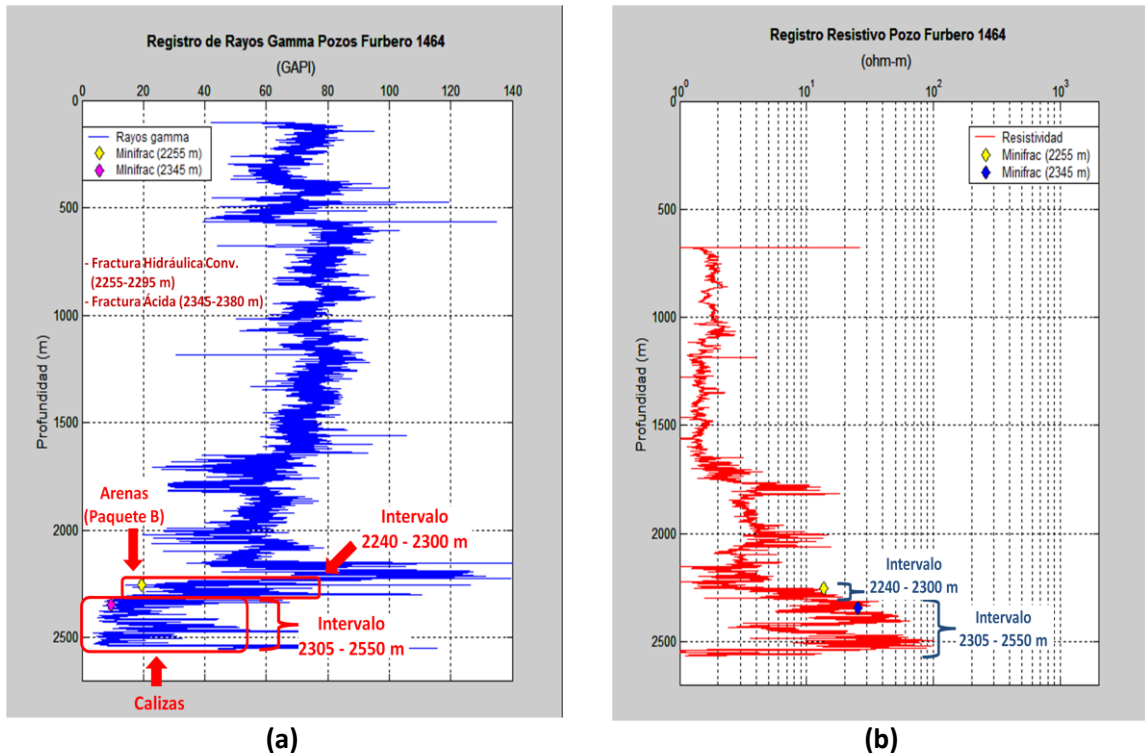 Registro de Rayos Gamma Pozos Furbero 1464
(GAPI)
0 20 40 60 80 100 120 140
0
500
1000
1500
2000
2500
Profundidad (m)
Rayos gamma
Minifrac (2255 m)
MInifrac (2345 m)
- Fractura Hidráulica Conv.
(2255-2295 m)
- Fractura Ácida (2345-2380 m)
Arenas
(Paquete B)
Intervalo
2240 - 2300 m
Intervalo
2305 - 2550 m
Calizas
(a)
Registro Resistivo Pozo Furbero 1464
(ohm-m)
10^0 10^1 10^2 10^3
0
500
1000
1500
2000
2500
Profundidad (m)
Resistividad
Minifrac (2255 m)
Minifrac (2345 m)
Intervalo
2240 - 2300 m
Intervalo
2305 - 2550 m
(b)